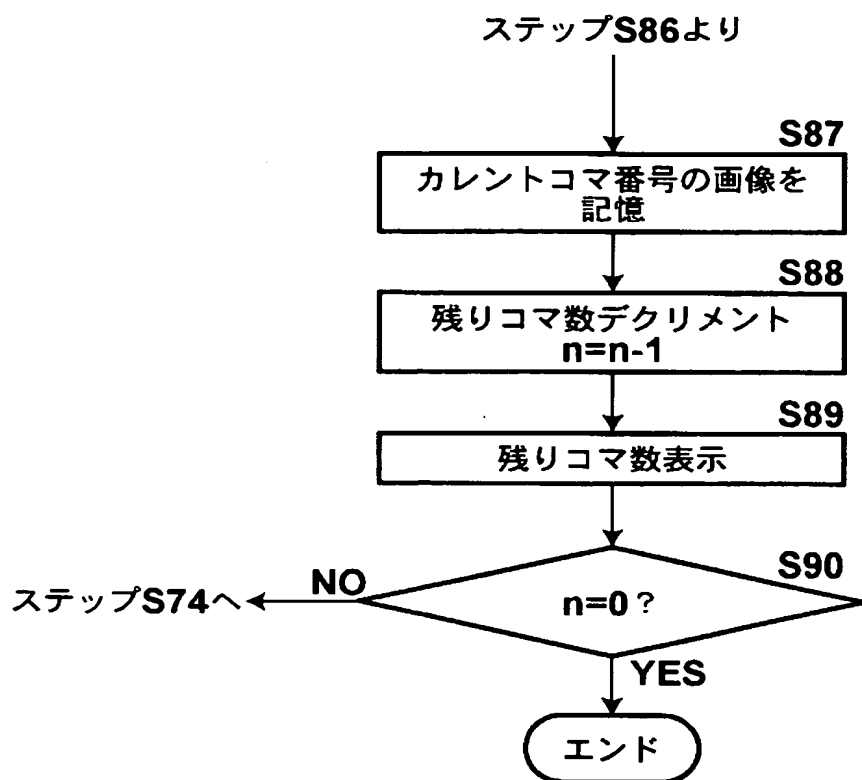 ステップS86より
S87
カレントコマ番号の画像を
記憶
S88
残りコマ数デクリメント
n=n-1
S89
残りコマ数表示
S90
n=0?
NO
ステップS74へ
YES
エンド